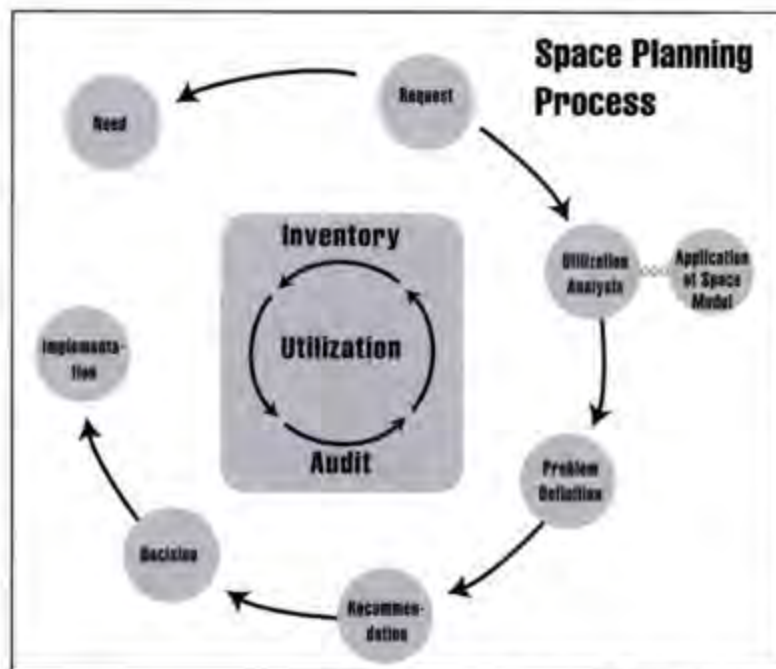 Space Planning
Process
Request
Need
Inventory
Utilization
Audit
Utilization
Analysis
Application
of Space
Model
Implementa-
tion
Problem
Definition
Decision
Recommen-
dation